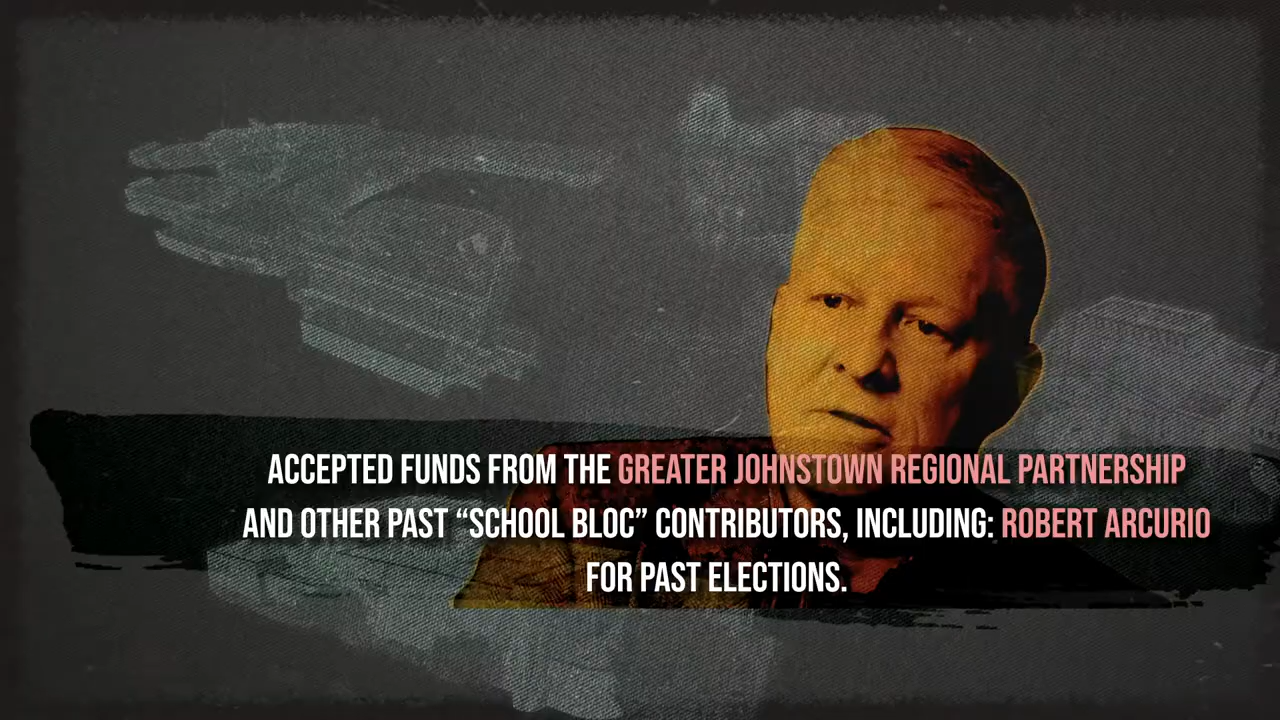 ACCEPTED FUNDS FROM THE GREATER JOHNSTOWN REGIONAL PARTNERSHIP
AND OTHER PAST “SCHOOL BLOC” CONTRIBUTORS, INCLUDING: ROBERT ARCURIO
FOR PAST ELECTIONS.